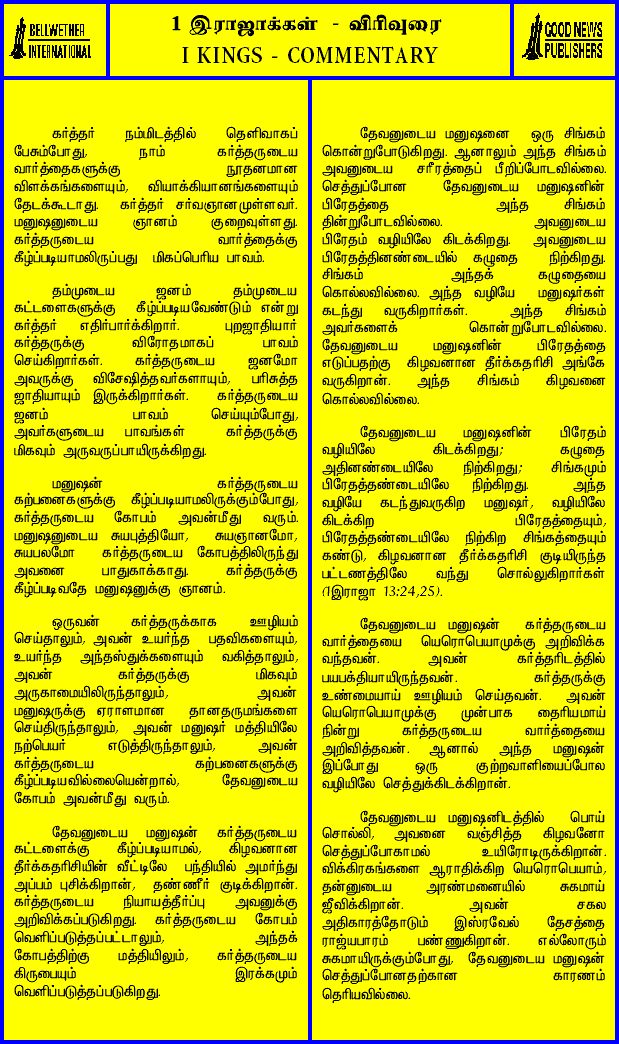 BELLWETHER
INTERNATIONAL
1 இராஜாக்கள் - விரிவுரை
I KINGS - COMMENTARY
GOOD NEWS
PUBLISHERS
கர்த்தர் நம்மிடத்தில் தெளிவாகப்
பேசும்போது, நாம் கர்த்தருடைய
வார்த்தைகளுக்கு நூதனமான
விளக்கங்களையும், வியாக்கியானங்களையும்
தேடக்கூடாது. கர்த்தர் சர்வஞானமுள்ளவர்.
மனுஷனுடைய ஞானம் குறைவுள்ளது.
கர்த்தருடைய வார்த்தைக்கு
கீழ்ப்படியாமலிருப்பது மிகப்பெரிய பாவம்.
தம்முடைய ஜனம் தம்முடைய
கட்டளைகளுக்கு கீழ்ப்படியவேண்டும் என்று
கர்த்தர் எதிர்பார்க்கிறார். புறஜாதியார்
கர்த்தருக்கு விரோதமாகப் பாவம்
செய்கிறார்கள். கர்த்தருடைய ஜனமோ
அவருக்கு விசேஷித்தவர்களாயும், பரிசுத்த
ஜாதியாயும் இருக்கிறார்கள். கர்த்தருடைய
ஜனம் பாவம் செய்யும்போது,
அவர்களுடைய பாவங்கள் கர்த்தருக்கு
மிகவும் அருவருப்பாயிருக்கிறது.
மனுஷன் கர்த்தருடைய
கற்பனைகளுக்கு கீழ்ப்படியாமலிருக்கும்போது,
கர்த்தருடைய கோபம் அவன்மீது வரும்.
மனுஷனுடைய சுயபுத்தியோ, சுயஞானமோ,
சுயபலமோ கர்த்தருடைய கோபத்திலிருந்து
அவனை பாதுகாக்காது. கர்த்தருக்கு
கீழ்ப்படிவதே மனுஷனுக்கு ஞானம்.
ஒருவன் கர்த்தருக்காக ஊழியம்
செய்தாலும், அவன் உயர்ந்த பதவிகளையும்,
உயர்ந்த அந்தஸ்துக்களையும் வகித்தாலும்,
அவன் கர்த்தருக்கு மிகவும்
அருகாமையிலிருந்தாலும், அவன்
மனுஷருக்கு ஏராளமான தானதருமங்களை
செய்திருந்தாலும், அவன் மனுஷர் மத்தியிலே
நற்பெயர் எடுத்திருந்தாலும், அவன்
கர்த்தருடைய கற்பனைகளுக்கு
கீழ்ப்படியவில்லையென்றால், தேவனுடைய
கோபம் அவன்மீது வரும்.
தேவனுடைய மனுஷன் கர்த்தருடைய
கட்டளைக்கு கீழ்ப்படியாமல், கிழவனான
தீர்க்கதரிசியின் வீட்டிலே பந்தியில் அமர்ந்து
அப்பம் புசிக்கிறான், தண்ணீர் குடிக்கிறான்.
கர்த்தருடைய நியாயத்தீர்ப்பு அவனுக்கு
அறிவிக்கப்படுகிறது. கர்த்தருடைய கோபம்
வெளிப்படுத்தப்பட்டாலும், அந்தக்
கோபத்திற்கு மத்தியிலும், கர்த்தருடைய
கிருபையும் இரக்கமும்
வெளிப்படுத்தப்படுகிறது.
தேவனுடைய மனுஷனை ஒரு சிங்கம்
கொன்றுபோடுகிறது. ஆனாலும் அந்த சிங்கம்
அவனுடைய சரீரத்தைப் பீறிப்போடவில்லை.
செத்துப்போன தேவனுடைய மனுஷனின்
பிரேதத்தை அந்த சிங்கம்
தின்றுபோடவில்லை. அவனுடைய
பிரேதம் வழியிலே கிடக்கிறது. அவனுடைய
பிரேதத்தினண்டையில் கழுதை நிற்கிறது.
சிங்கம் அந்தக் கழுதையை
கொல்லவில்லை. அந்த வழியே மனுஷர்கள்
கடந்து வருகிறார்கள். அந்த சிங்கம்
அவர்களைக் கொன்றுபோடவில்லை.
தேவனுடைய மனுஷனின் பிரேதத்தை
எடுப்பதற்கு கிழவனான தீர்க்கதரிசி அங்கே
வருகிறான். அந்த சிங்கம் கிழவனை
கொல்லவில்லை.
தேவனுடைய மனுஷனின் பிரேதம்
வழியிலே கிடக்கிறது; கழுதை
அதினண்டையிலே நிற்கிறது; சிங்கமும்
பிரேதத்தண்டையிலே நிற்கிறது. அந்த
வழியே கடந்துவருகிற மனுஷர், வழியிலே
கிடக்கிற பிரேதத்தையும்,
பிரேதத்தண்டையிலே நிற்கிற சிங்கத்தையும்
கண்டு, கிழவனான தீர்க்கதரிசி குடியிருந்த
பட்டணத்திலே வந்து சொல்லுகிறார்கள்
(1இராஜா 13:24,25).
தேவனுடைய மனுஷன் கர்த்தருடைய
வார்த்தையை யெரொபெயாமுக்கு அறிவிக்க
வந்தவன். அவன் கர்த்தரிடத்தில்
பயபக்தியாயிருந்தவன். கர்த்தருக்கு
உண்மையாய் ஊழியம் செய்தவன். அவன்
யெரொபெயாமுக்கு முன்பாக தைரியமாய்
நின்று கர்த்தருடைய வார்த்தையை
அறிவித்தவன். ஆனால் அந்த மனுஷன்
இப்போது ஒரு குற்றவாளியைப்போல
வழியிலே செத்துக்கிடக்கிறான்.
தேவனுடைய மனுஷனிடத்தில் பொய்
சொல்லி, அவனை வஞ்சித்த கிழவனோ
செத்துப்போகாமல் உயிரோடிருக்கிறான்.
விக்கிரகங்களை ஆராதிக்கிற யெரொபெயாம்,
தன்னுடைய அரண்மனையில் சுகமாய்
ஜீவிக்கிறான். அவன் சகல
அதிகாரத்தோடும் இஸ்ரவேல் தேசத்தை
ராஜ்யபாரம் பண்ணுகிறான். எல்லோரும்
சுகமாயிருக்கும்போது, தேவனுடைய மனுஷன்
செத்துப்போனதற்கான காரணம்
தெரியவில்லை.